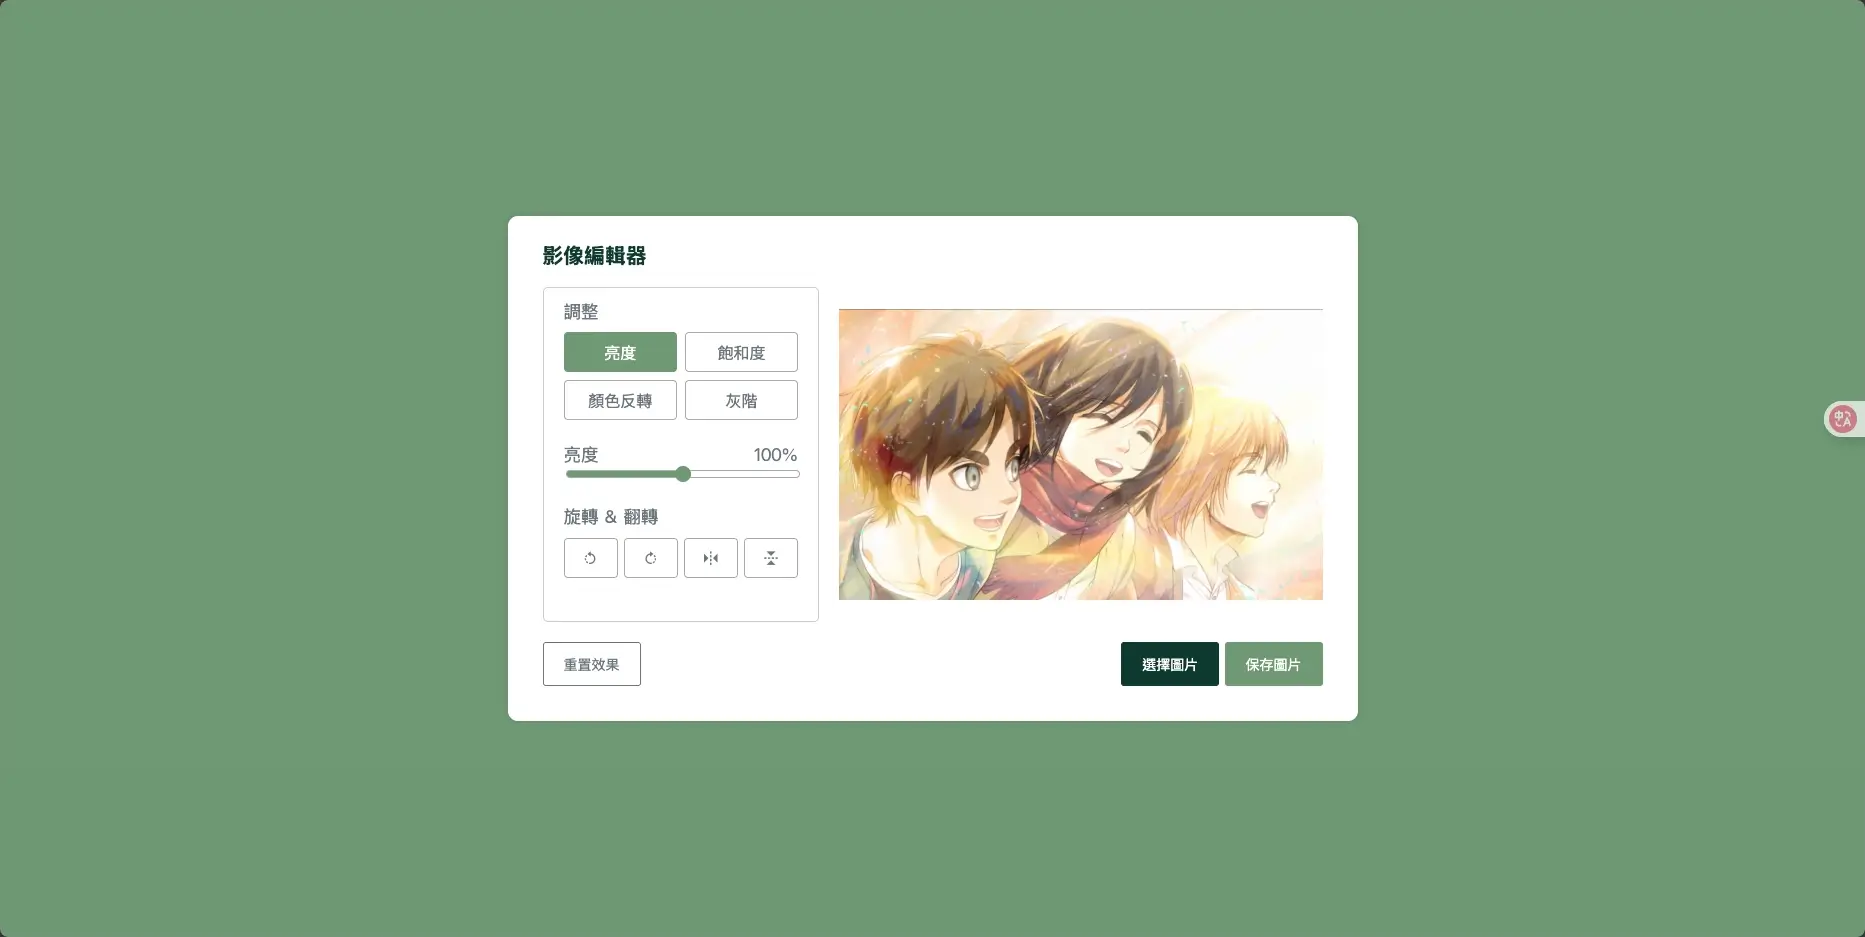 影像編輯器
調整
亮度 飽和度
顏色反轉 灰階
亮度 100%
旋轉 & 翻轉
重置效果 選擇圖片 保存圖片
中 A